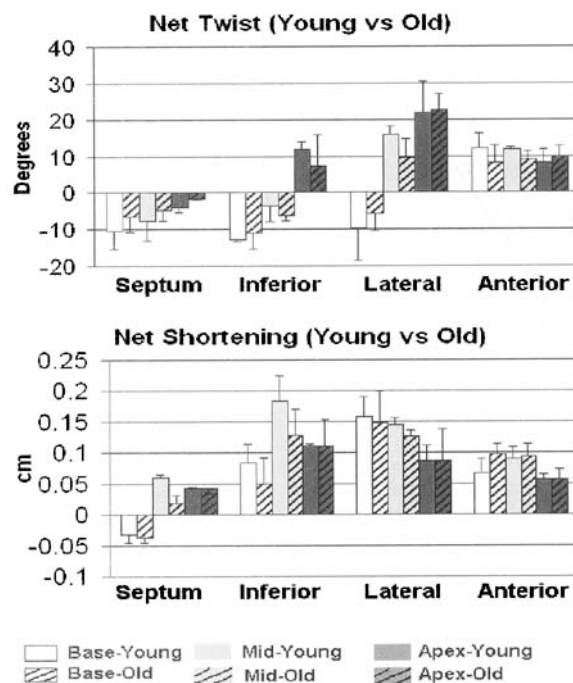 Net Twist (Young vs Old)
Degrees
40
30
20
10
0
-10
-20
Septum Inferior Lateral Anterior
Net Shortening (Young vs Old)
cm
0.25
0.2
0.15
0.1
0.05
0
-0.05
-0.1
Septum Inferior Lateral Anterior
Base-Young Mid-Young Apex-Young
Base-Old Mid-Old Apex-Old